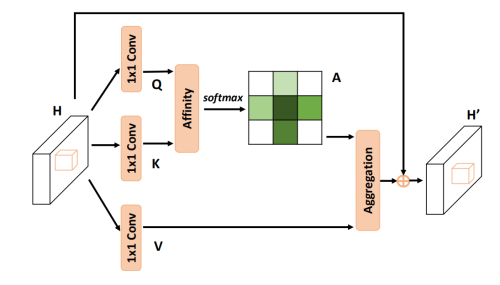 1x1 Conv
Q
Affinity
softmax
A
H
1x1 Conv
K
H'
Aggregation
1x1 Conv
V